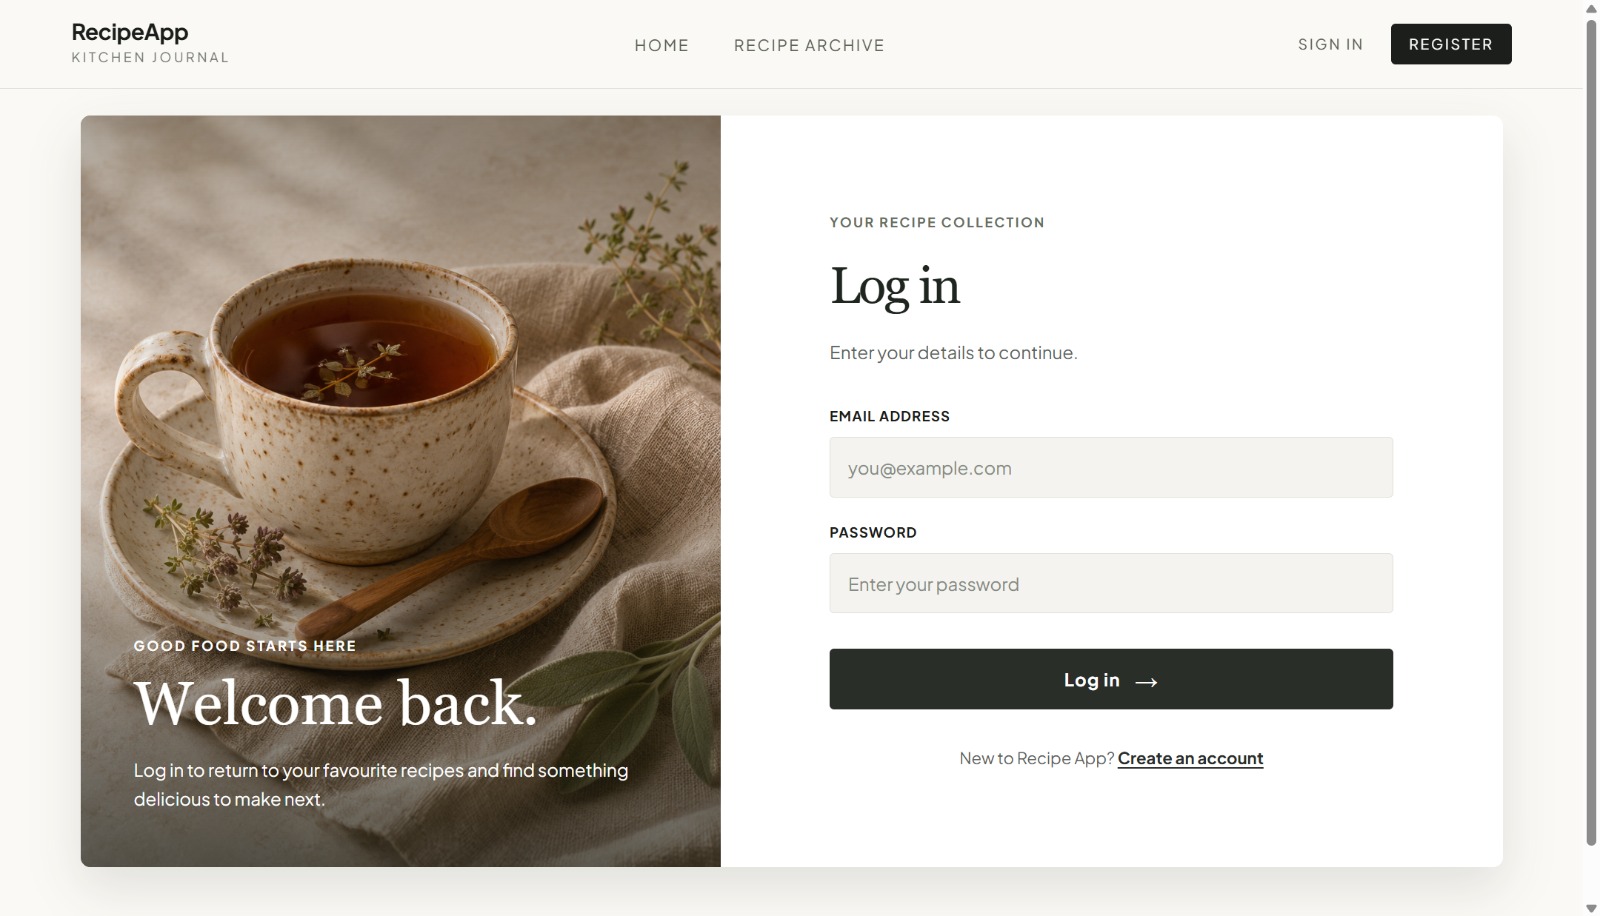 RecipeApp
KITCHEN JOURNAL
HOME
RECIPE ARCHIVE
SIGN IN
REGISTER
GOOD FOOD STARTS HERE
Welcome back.
Log in to return to your favourite recipes and find something
delicious to make next.
YOUR RECIPE COLLECTION
Log in
Enter your details to continue.
EMAIL ADDRESS
you@example.com
PASSWORD
Enter your password
Log in →
New to Recipe App? Create an account